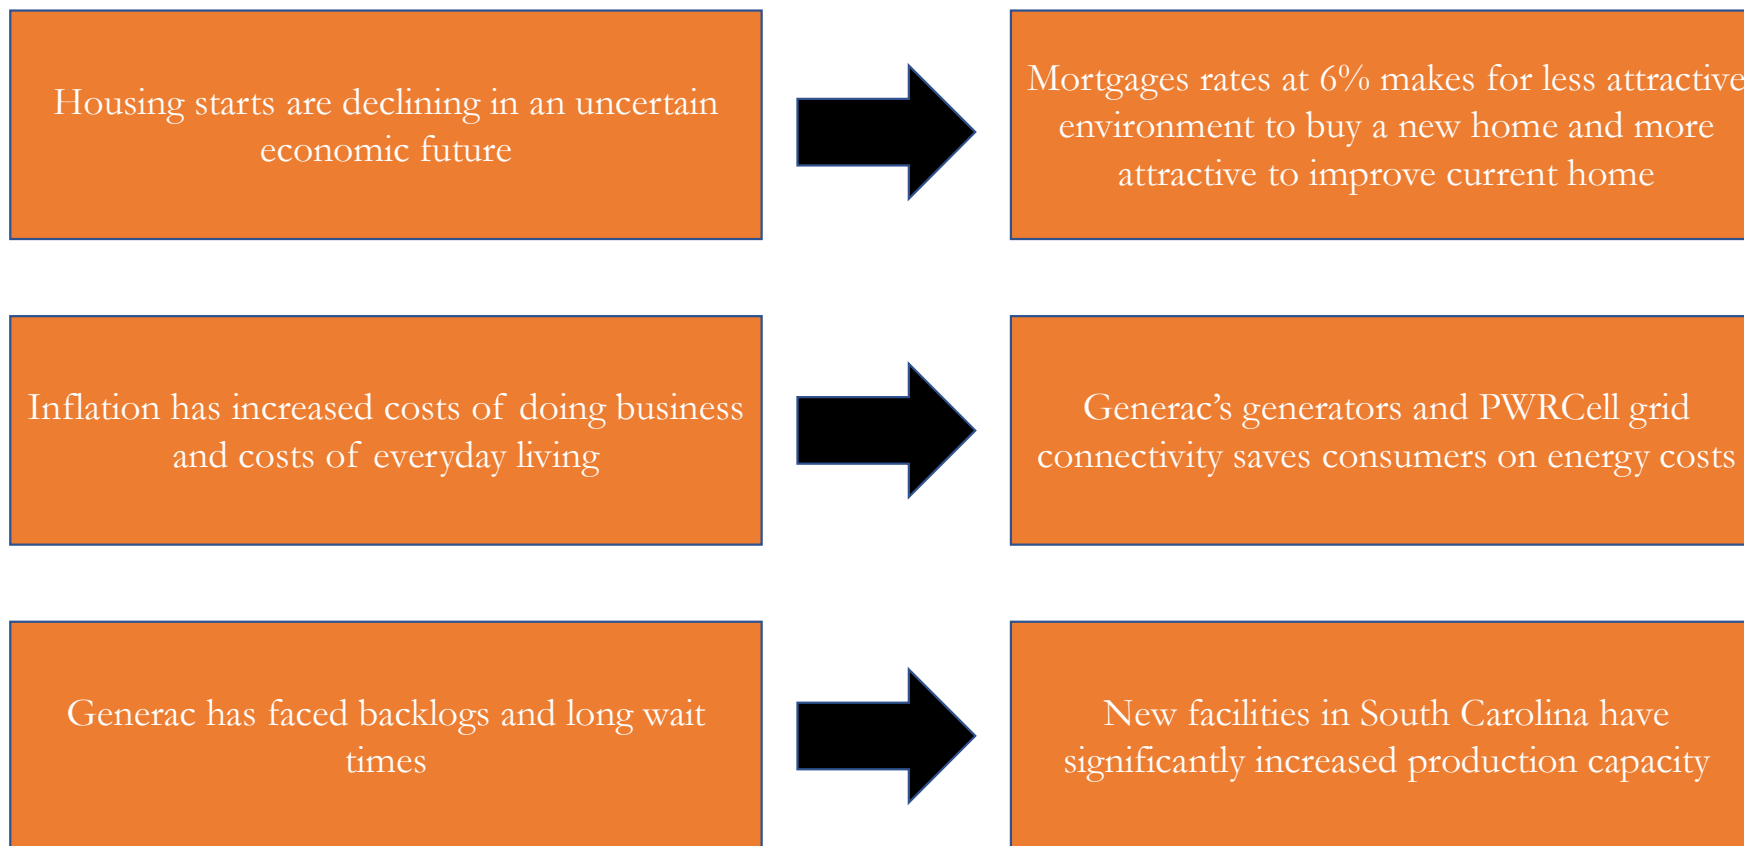 Housing starts are declining in an uncertain
economic future
Mortgages rates at 6% makes for less attractive
environment to buy a new home and more
attractive to improve current home
Inflation has increased costs of doing business
and costs of everyday living
Generac’s generators and PWRCell grid
connectivity saves consumers on energy costs
Generac has faced backlogs and long wait
times
New facilities in South Carolina have
significantly increased production capacity